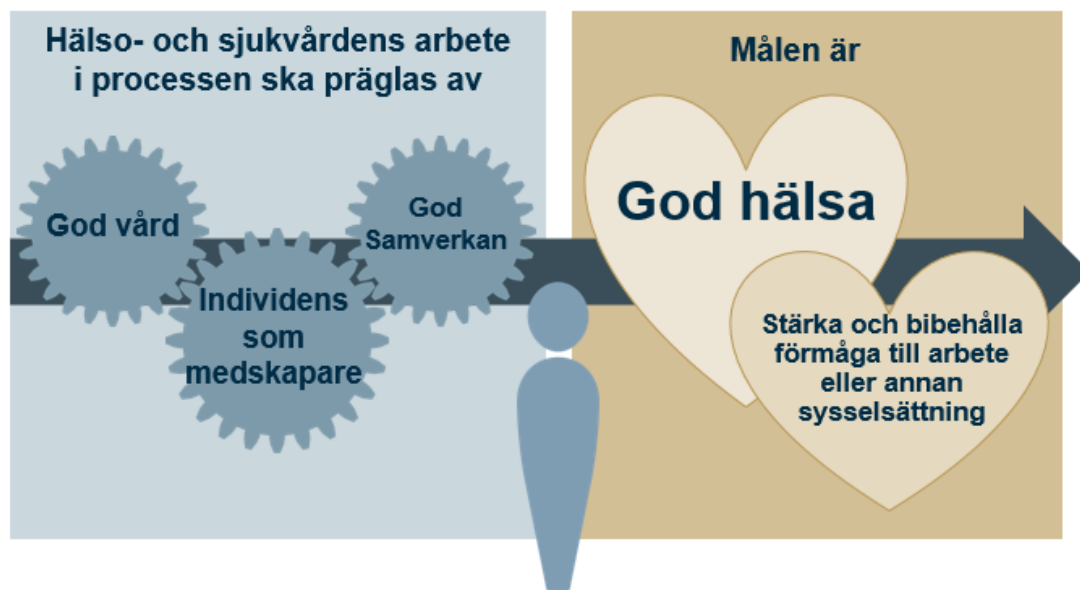 Hälso- och sjukvårdens arbete
i processen ska präglas av
God vård
Individens
som
medskapare
God
Samverkan
Målen är
God hälsa
Stärka och bibehålla
förmåga till arbete
eller annan
sysselsättning